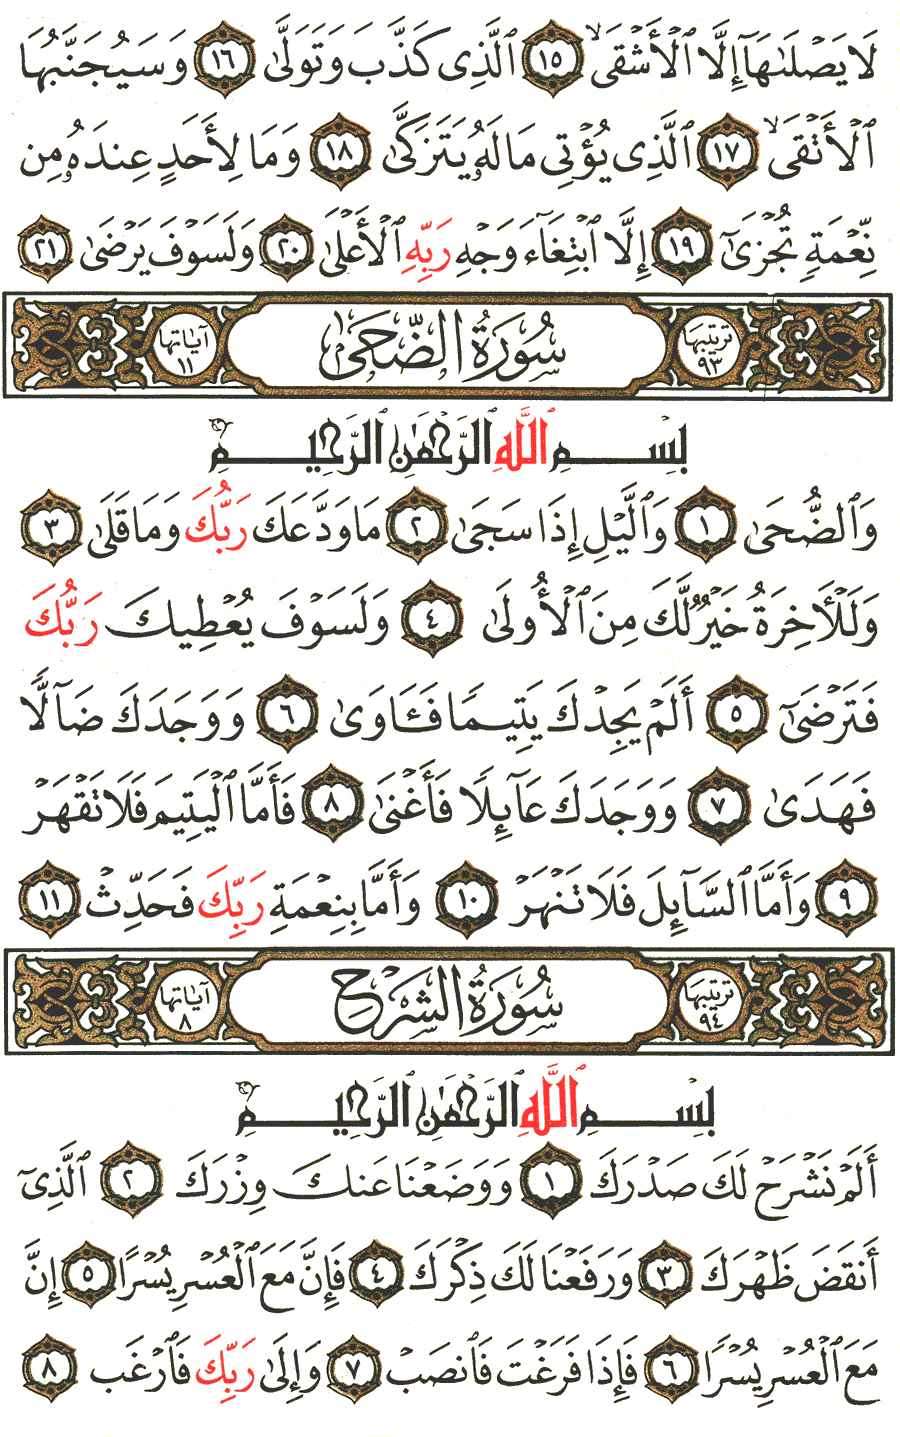 لَا يَصۡلَىٰهَآ إِلَّا ٱلۡأَشۡقَى ١٥ ٱلَّذِى كَذَّبَ وَتَوَلَّىٰ ١٦ وَسَيُجَنَّبُهَا
ٱلۡأَتۡقَى ١٧ ٱلَّذِى يُؤۡتِى مَالَهُۥ يَتَزَكَّىٰ ١٨ وَمَا لِأَحَدٍ عِندَهُۥ مِن
نِّعۡمَةٍ تُجۡزَىٰٓ ١٩ إِلَّا ٱبۡتِغَآءَ وَجۡهِ رَبِّهِ ٱلۡأَعۡلَىٰ ٢٠ وَلَسَوۡفَ يَرۡضَىٰ ٢١
ترتيبها ٩٣ سُورَةُ الضُّحَىٰ آياتها ١١
بِسۡمِ ٱللَّهِ ٱلرَّحۡمَٰنِ ٱلرَّحِيمِ
وَٱلضُّحَىٰ ١ وَٱلَّيۡلِ إِذَا سَجَىٰ ٢ مَا وَدَّعَكَ رَبُّكَ وَمَا قَلَىٰ ٣
وَلَلۡأٓخِرَةُ خَيۡرٌ لَّكَ مِنَ ٱلۡأُولَىٰ ٤ وَلَسَوۡفَ يُعۡطِيكَ رَبُّكَ
فَتَرۡضَىٰٓ ٥ أَلَمۡ يَجِدۡكَ يَتِيمًا فَـَٔاوَىٰ ٦ وَوَجَدَكَ ضَآلًّا
فَهَدَىٰ ٧ وَوَجَدَكَ عَآئِلًا فَأَغۡنَىٰ ٨ فَأَمَّا ٱلۡيَتِيمَ فَلَا تَقۡهَرۡ
٩ وَأَمَّا ٱلسَّآئِلَ فَلَا تَنۡهَرۡ ١٠ وَأَمَّا بِنِعۡمَةِ رَبِّكَ فَحَدِّثۡ ١١
ترتيبها ٩٤ سُورَةُ الشَّرۡحِ آياتها ٨
بِسۡمِ ٱللَّهِ ٱلرَّحۡمَٰنِ ٱلرَّحِيمِ
أَلَمۡ نَشۡرَحۡ لَكَ صَدۡرَكَ ١ وَوَضَعۡنَا عَنكَ وِزۡرَكَ ٢ ٱلَّذِىٓ
أَنقَضَ ظَهۡرَكَ ٣ وَرَفَعۡنَا لَكَ ذِكۡرَكَ ٤ فَإِنَّ مَعَ ٱلۡعُسۡرِ يُسۡرًا ٥ إِنَّ
مَعَ ٱلۡعُسۡرِ يُسۡرًا ٦ فَإِذَا فَرَغۡتَ فَٱنصَبۡ ٧ وَإِلَىٰ رَبِّكَ فَٱرۡغَب ٨